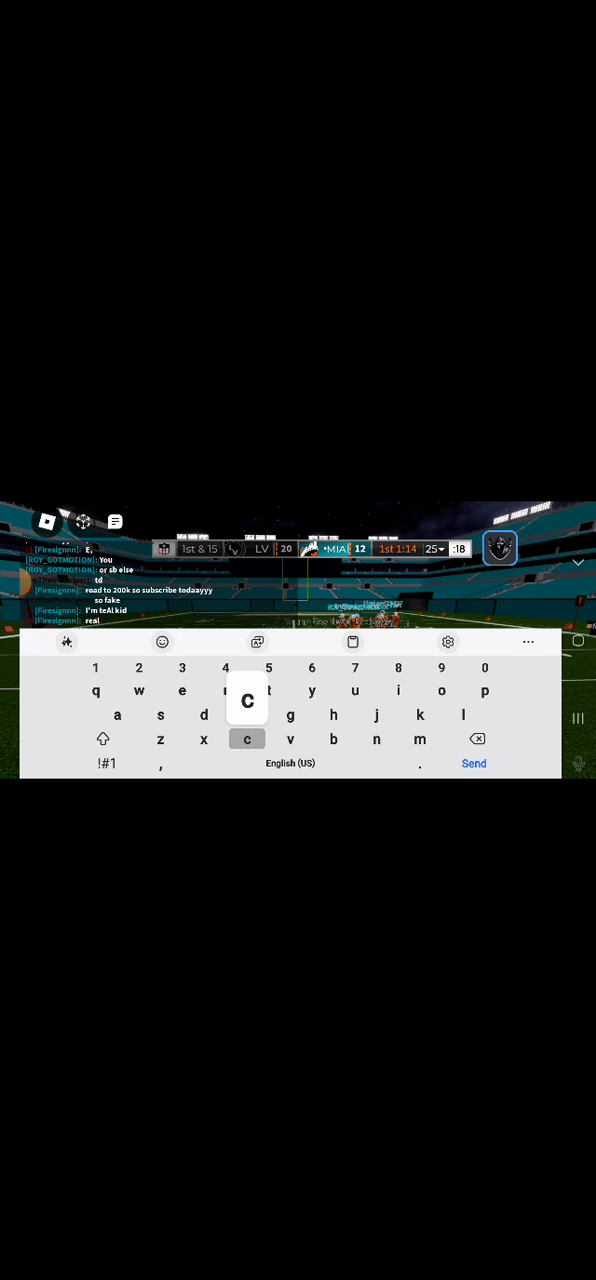 1st & 15 LV 20 •MIA 12 1st 1:14 25 :18
[Firesignnn]: E,
[ROY_GOTMOTION]: You
[ROY_GOTMOTION]: or sb else
td
[Firesignnn]: road to 200k so subscribe todaayyy
so fake
[Firesignnn]: I'm teAl kid
[Firesignnn]: real
1 2 3 4 5 6 7 8 9 0
q w e r t y u i o p
c
a s d g h j k l
z x c v b n m
!#1 , English (US) . Send